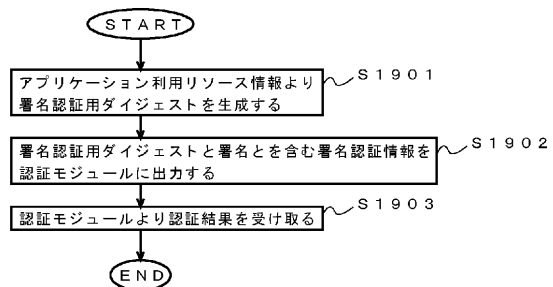 ＳＴＡＲＴ
アプリケーション利用リソース情報より
署名認証用ダイジェストを生成する
Ｓ１９０１
署名認証用ダイジェストと署名とを含む署名認証情報を
認証モジュールに出力する
Ｓ１９０２
認証モジュールより認証結果を受け取る
Ｓ１９０３
ＥＮＤ